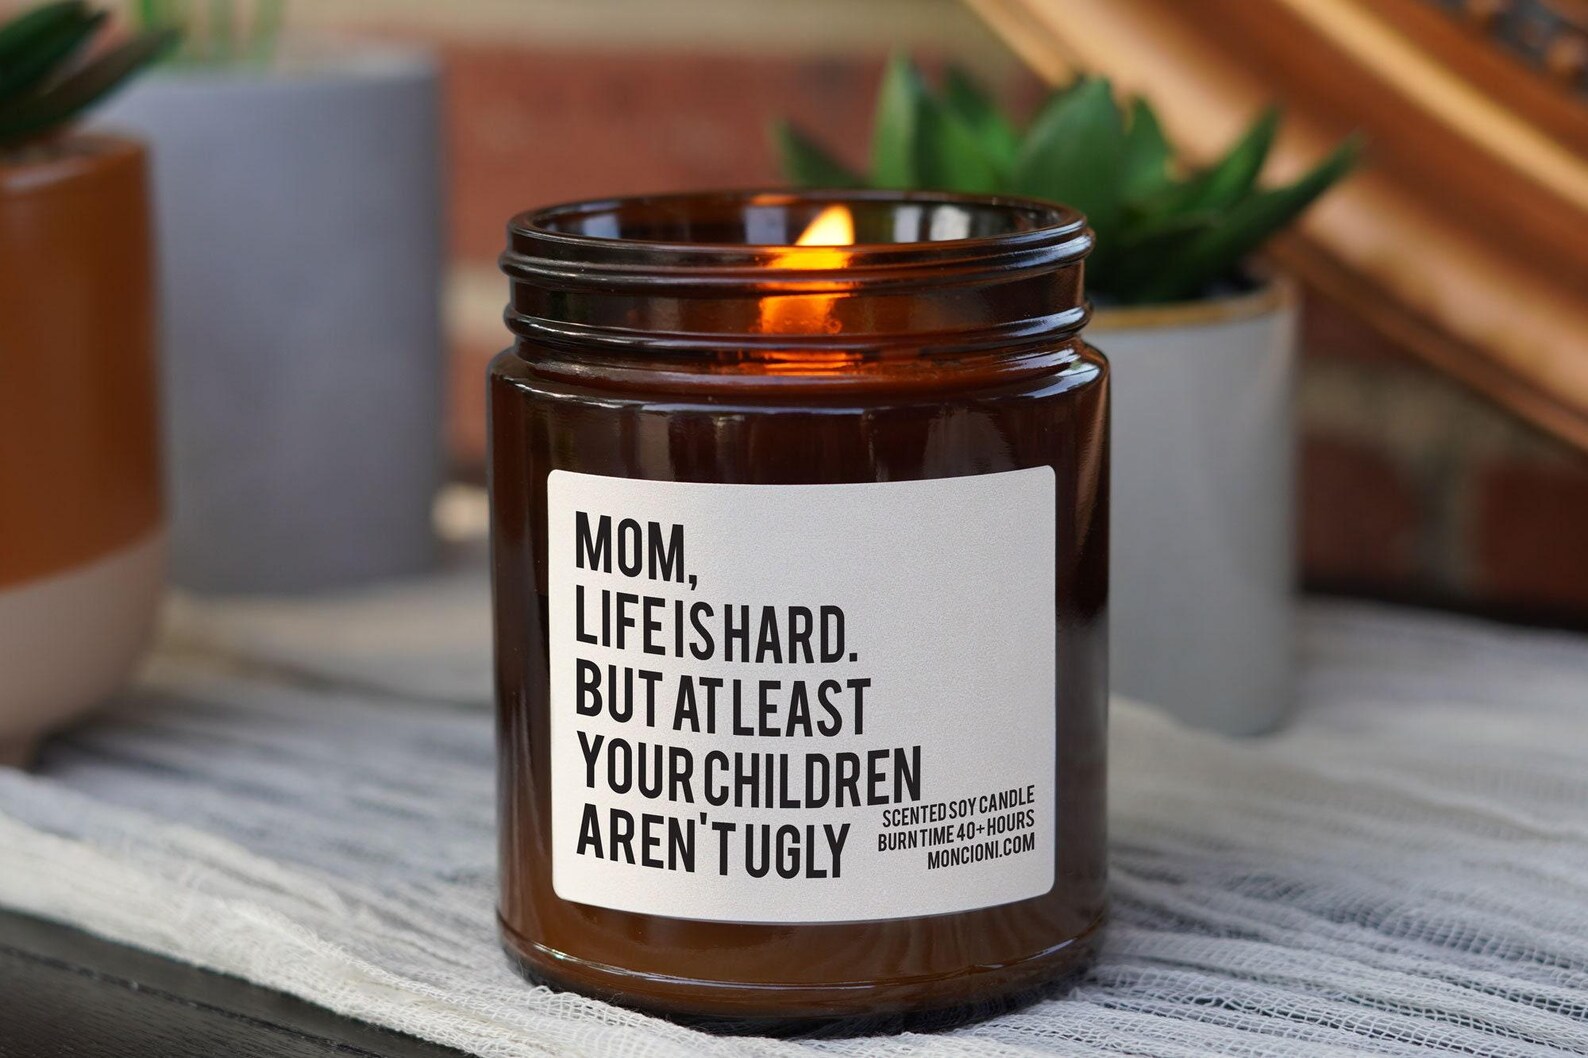 MOM,
LIFE IS HARD.
BUT AT LEAST
YOUR CHILDREN
AREN'T UGLY
SCENTED SOY CANDLE
BURN TIME 40+ HOURS
MONCIONI.COM